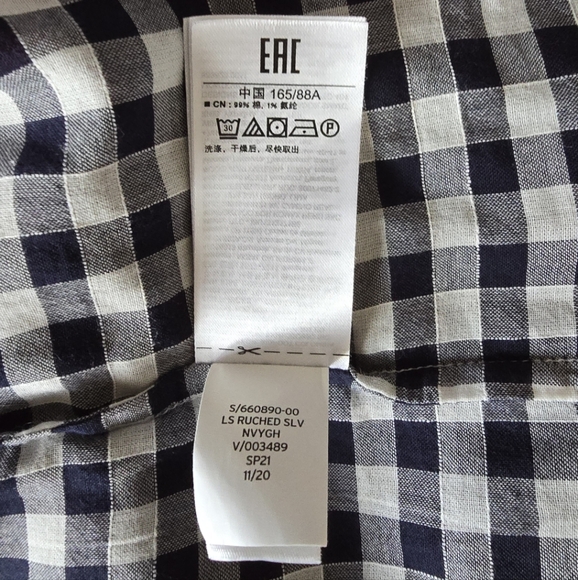 EAC
中国 165/88A
■ CN : 99% 棉, 1% 氨纶
30 P
洗涤、干燥后、尽快取出
S/660890-00
LS RUCHED SLV
NVYGH
V/003489
SP21
11/20